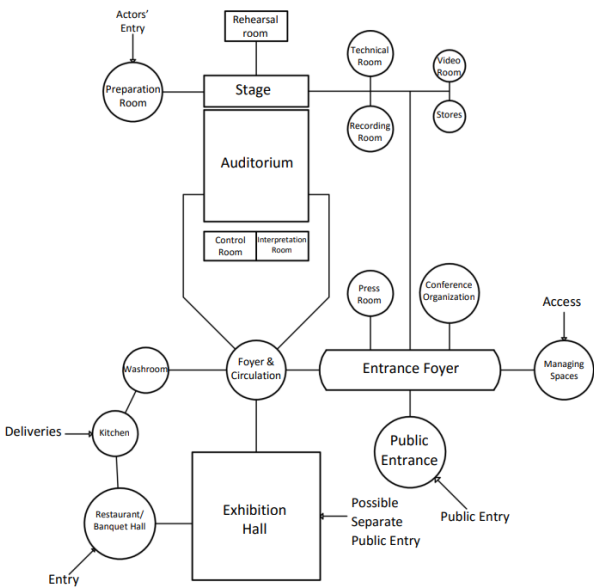 Actors’
Entry
Rehearsal
room
Technical
Room
Video
Room
Preparation
Room
Stage
Stores
Recording
Room
Auditorium
Control
Room
Interpretation
Room
Press
Room
Conference
Organization
Access
Foyer &
Circulation
Entrance Foyer
Managing
Spaces
Washroom
Deliveries
Kitchen
Public
Entrance
Restaurant/
Banquet Hall
Exhibition
Hall
Possible
Separate
Public Entry
Public Entry
Entry